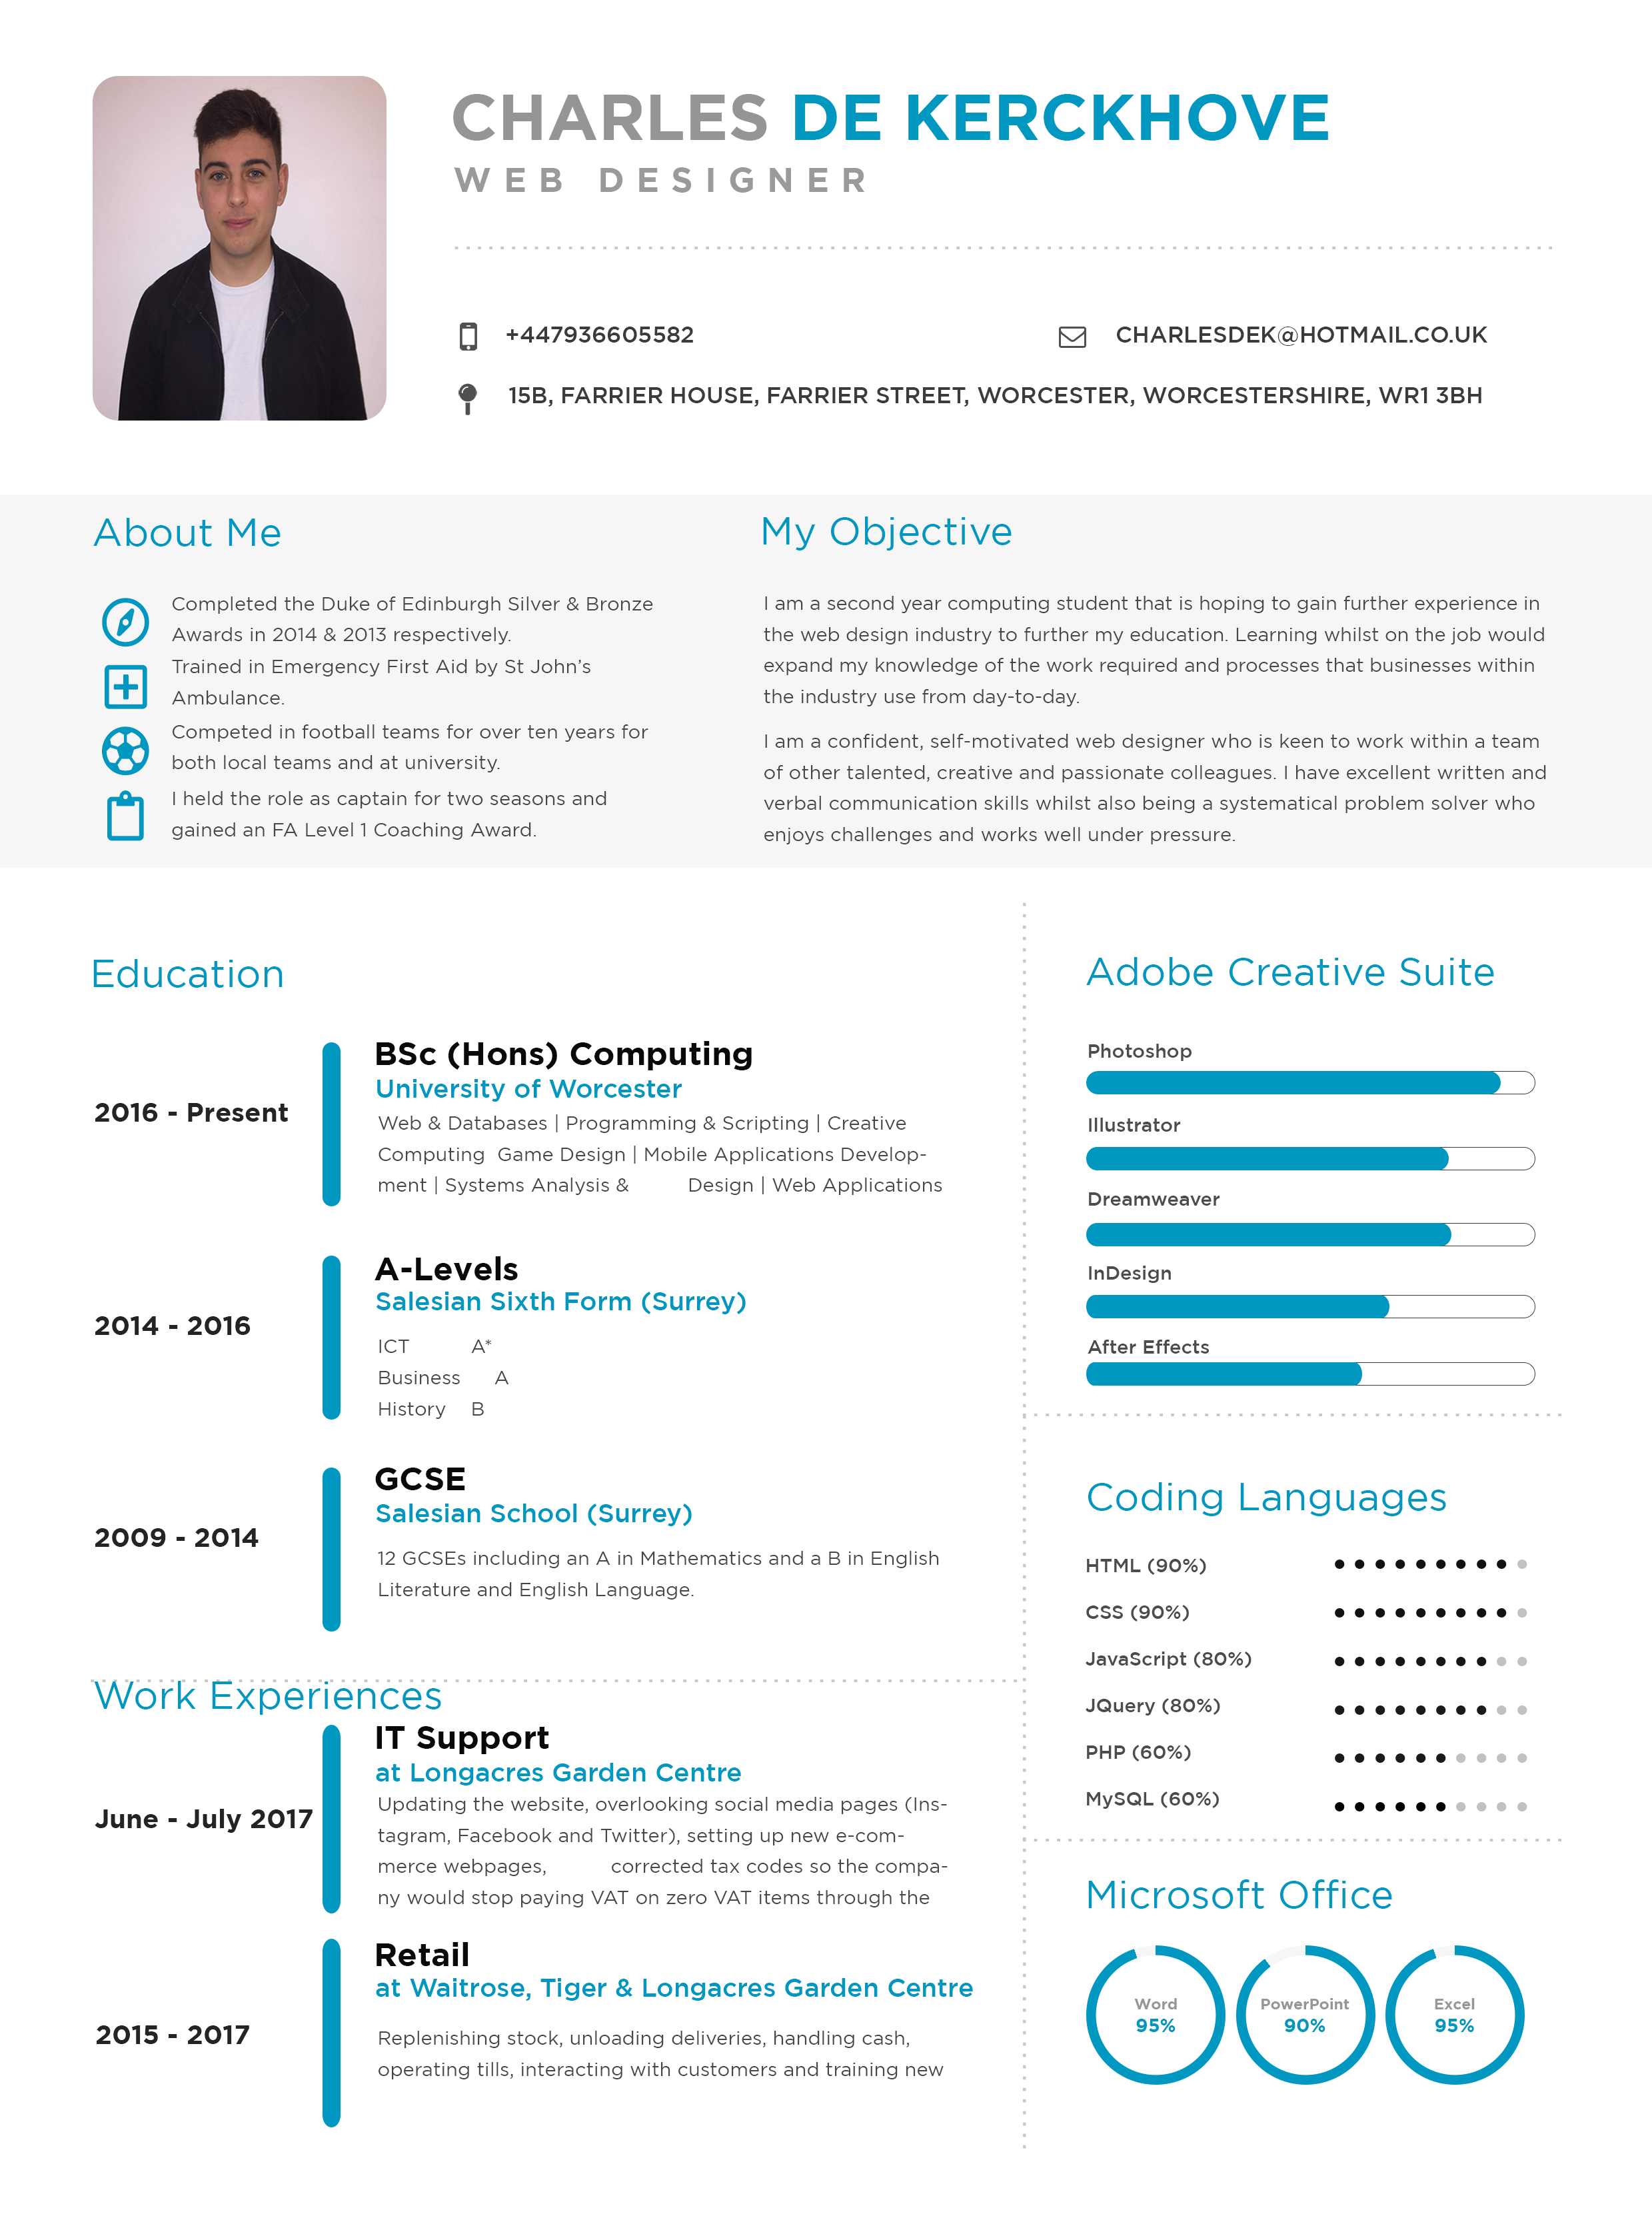 CHARLES DE KERCKHOVE
WEB DESIGNER
+447936605582
CHARLESDEK@HOTMAIL.CO.UK
15B, FARRIER HOUSE, FARRIER STREET, WORCESTER, WORCESTERSHIRE, WR1 3BH
About Me
Completed the Duke of Edinburgh Silver & Bronze
Awards in 2014 & 2013 respectively.
Trained in Emergency First Aid by St John's
Ambulance.
Competed in football teams for over ten years for
both local teams and at university.
I held the role as captain for two seasons and
gained an FA Level 1 Coaching Award.
My Objective
I am a second year computing student that is hoping to gain further experience in
the web design industry to further my education. Learning whilst on the job would
expand my knowledge of the work required and processes that businesses within
the industry use from day-to-day.
I am a confident, self-motivated web designer who is keen to work within a team
of other talented, creative and passionate colleagues. I have excellent written and
verbal communication skills whilst also being a systematical problem solver who
enjoys challenges and works well under pressure.
Education
2016 - Present
BSc (Hons) Computing
University of Worcester
Web & Databases | Programming & Scripting | Creative
Computing Game Design | Mobile Applications Develop-
ment | Systems Analysis & Design | Web Applications
2014 - 2016
A-Levels
Salesian Sixth Form (Surrey)
ICT A*
Business A
History B
2009 - 2014
GCSE
Salesian School (Surrey)
12 GCSEs including an A in Mathematics and a B in English
Literature and English Language.
Work Experiences
June - July 2017
IT Support
at Longacres Garden Centre
Updating the website, overlooking social media pages (Ins-
tagram, Facebook and Twitter), setting up new e-com-
merce webpages, corrected tax codes so the compa-
ny would stop paying VAT on zero VAT items through the
2015 - 2017
Retail
at Waitrose, Tiger & Longacres Garden Centre
Replenishing stock, unloading deliveries, handling cash,
operating tills, interacting with customers and training new
Adobe Creative Suite
Photoshop
Illustrator
Dreamweaver
InDesign
After Effects
Coding Languages
HTML (90%)
CSS (90%)
JavaScript (80%)
JQuery (80%)
PHP (60%)
MySQL (60%)
Microsoft Office
Word
95%
PowerPoint
90%
Excel
95%